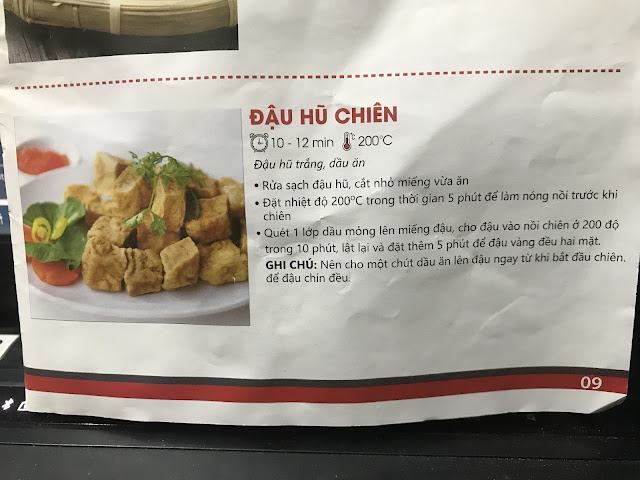 ĐẬU HŨ CHIÊN
10 - 12 min 200°C
Đậu hũ trắng, dầu ăn
• Rửa sạch đậu hũ, cắt nhỏ miếng vừa ăn
• Đặt nhiệt độ 200°C trong thời gian 5 phút để làm nóng nồi trước khi
chiên
• Quét 1 lớp dầu mỏng lên miếng đậu, cho đậu vào nồi chiên ở 200 độ
trong 10 phút, lật lại và đặt thêm 5 phút để đậu vàng đều hai mặt.
GHI CHÚ: Nên cho một chút dầu ăn lên đậu ngay từ khi bắt đầu chiên.
để đậu chín đều.
09